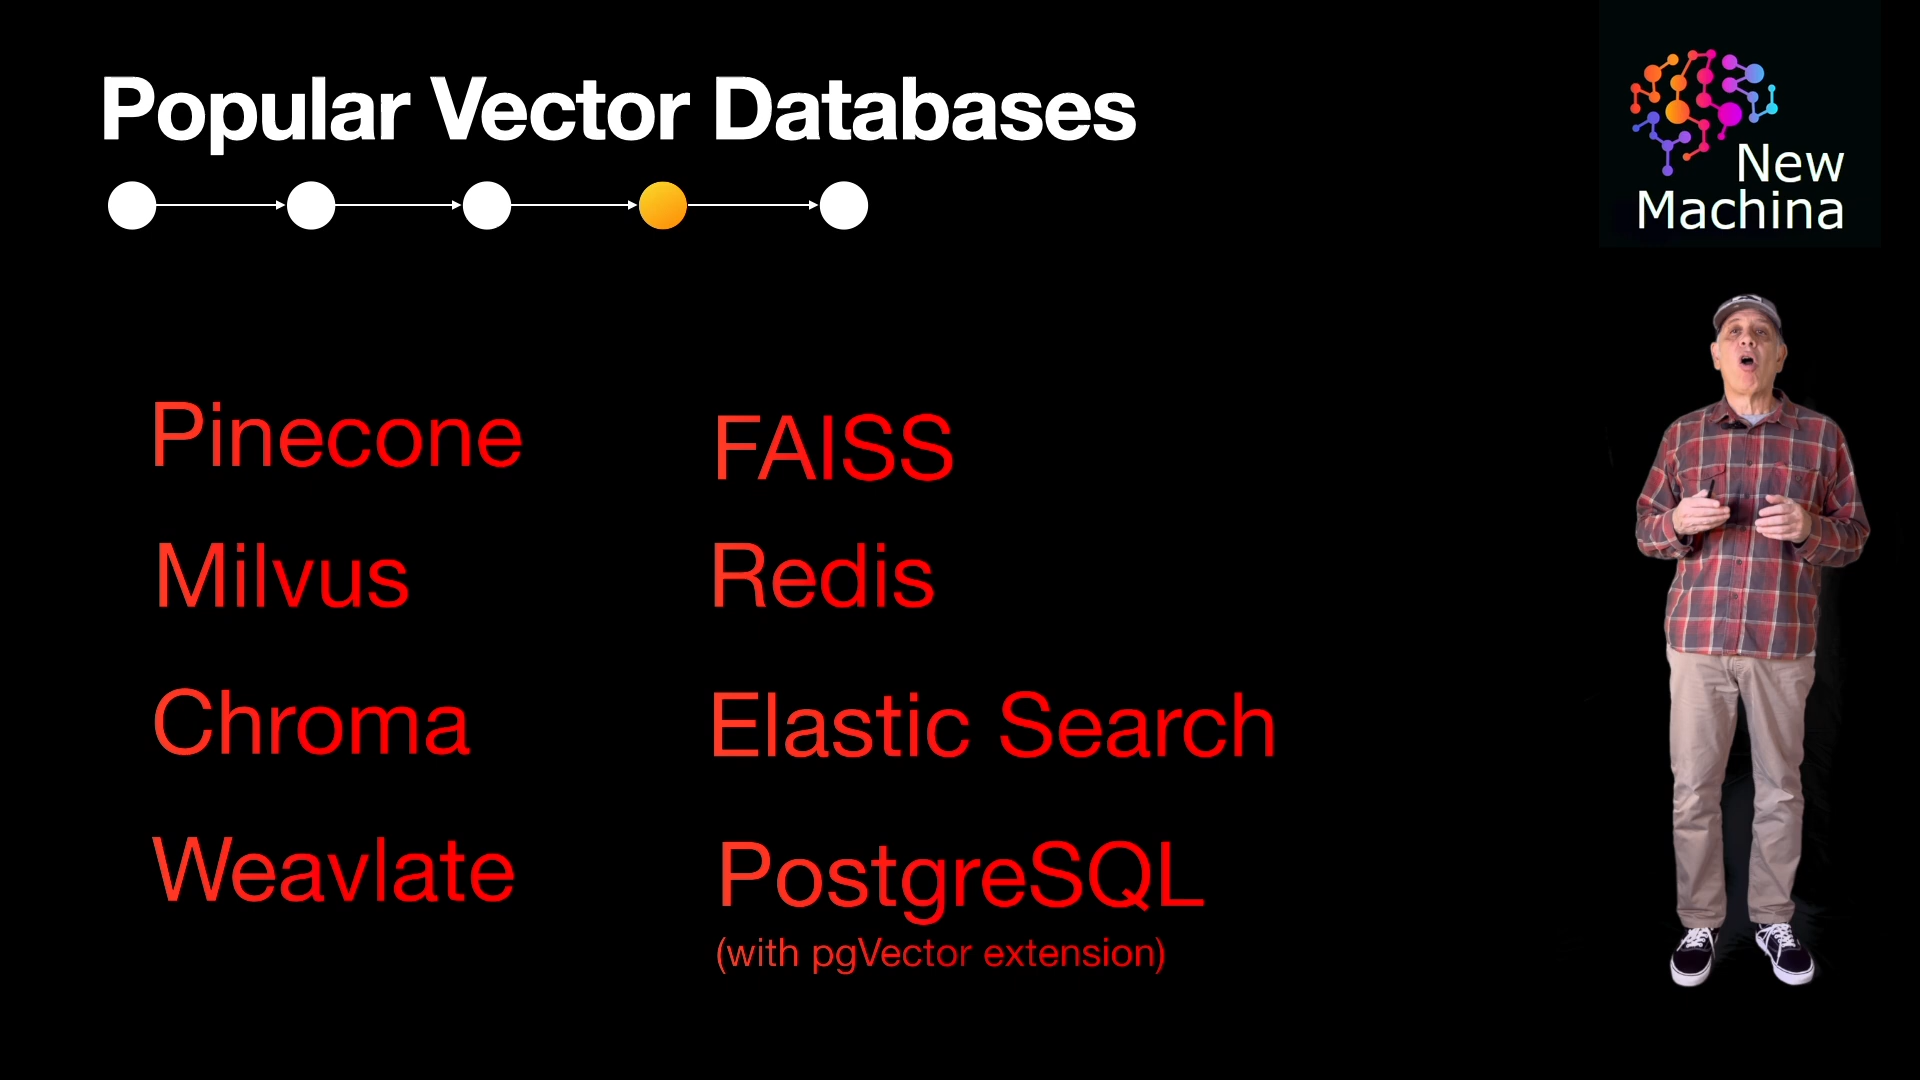 Popular Vector Databases
New
Machina
Pinecone
FAISS
Milvus
Redis
Chroma
Elastic Search
Weavlate
PostgreSQL
(with pgVector extension)